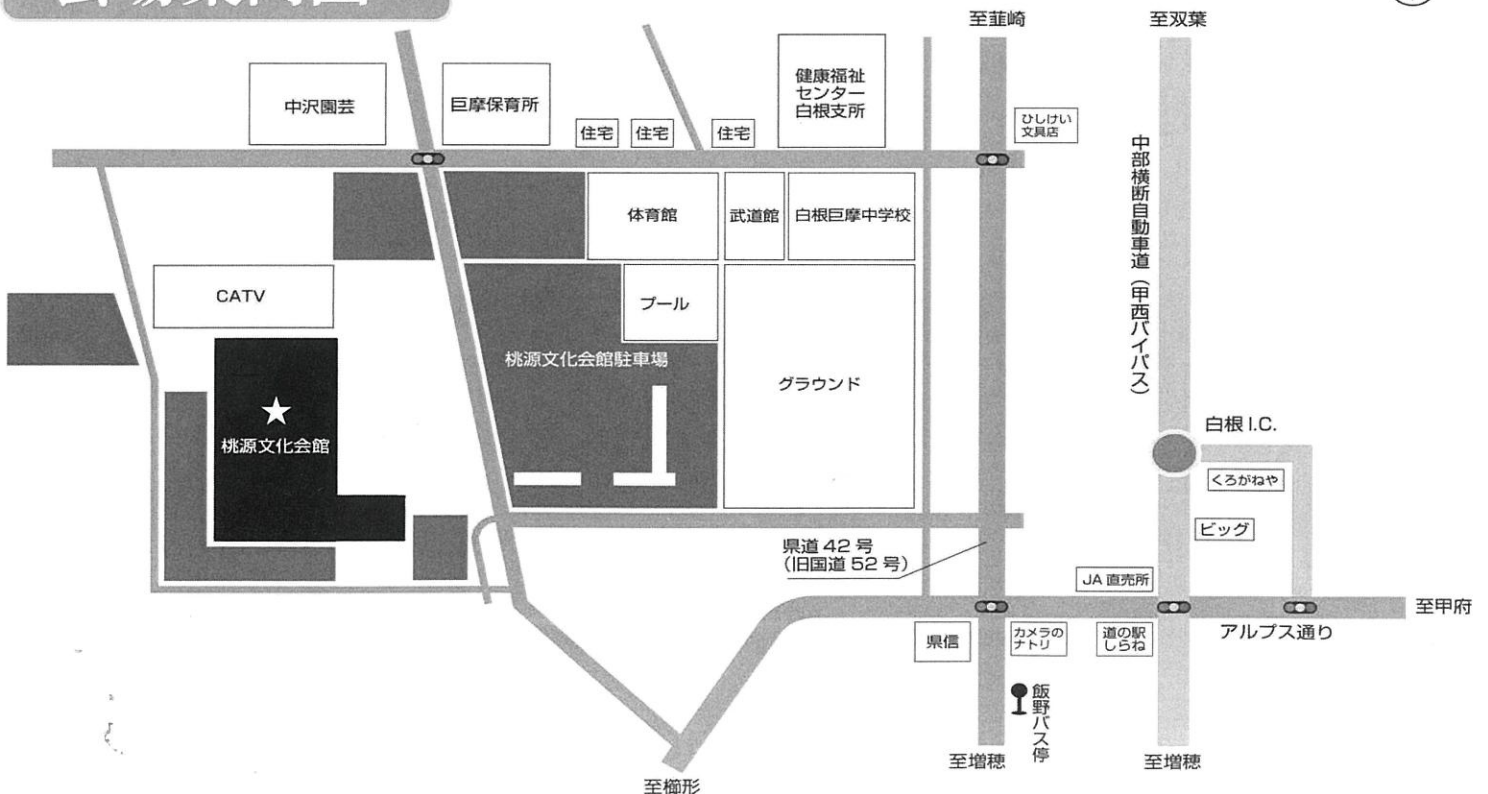 会場案内図
至韮崎
至双葉
中沢園芸
巨摩保育所
住宅
住宅
住宅
健康福祉
センター
白根支所
ひしけい
文具店
中部横断自動車道（甲西バイパス）
体育館
武道館
白根巨摩中学校
CATV
プール
桃源文化会館駐車場
グラウンド
★
桃源文化会館
白根 I.C.
くろがねや
ビッグ
県道 42 号
（旧国道 52 号）
JA 直売所
至甲府
県信
カメラの
ナトリ
道の駅
しらね
アルプス通り
飯野バス停
至増穂
至増穂
至櫛形